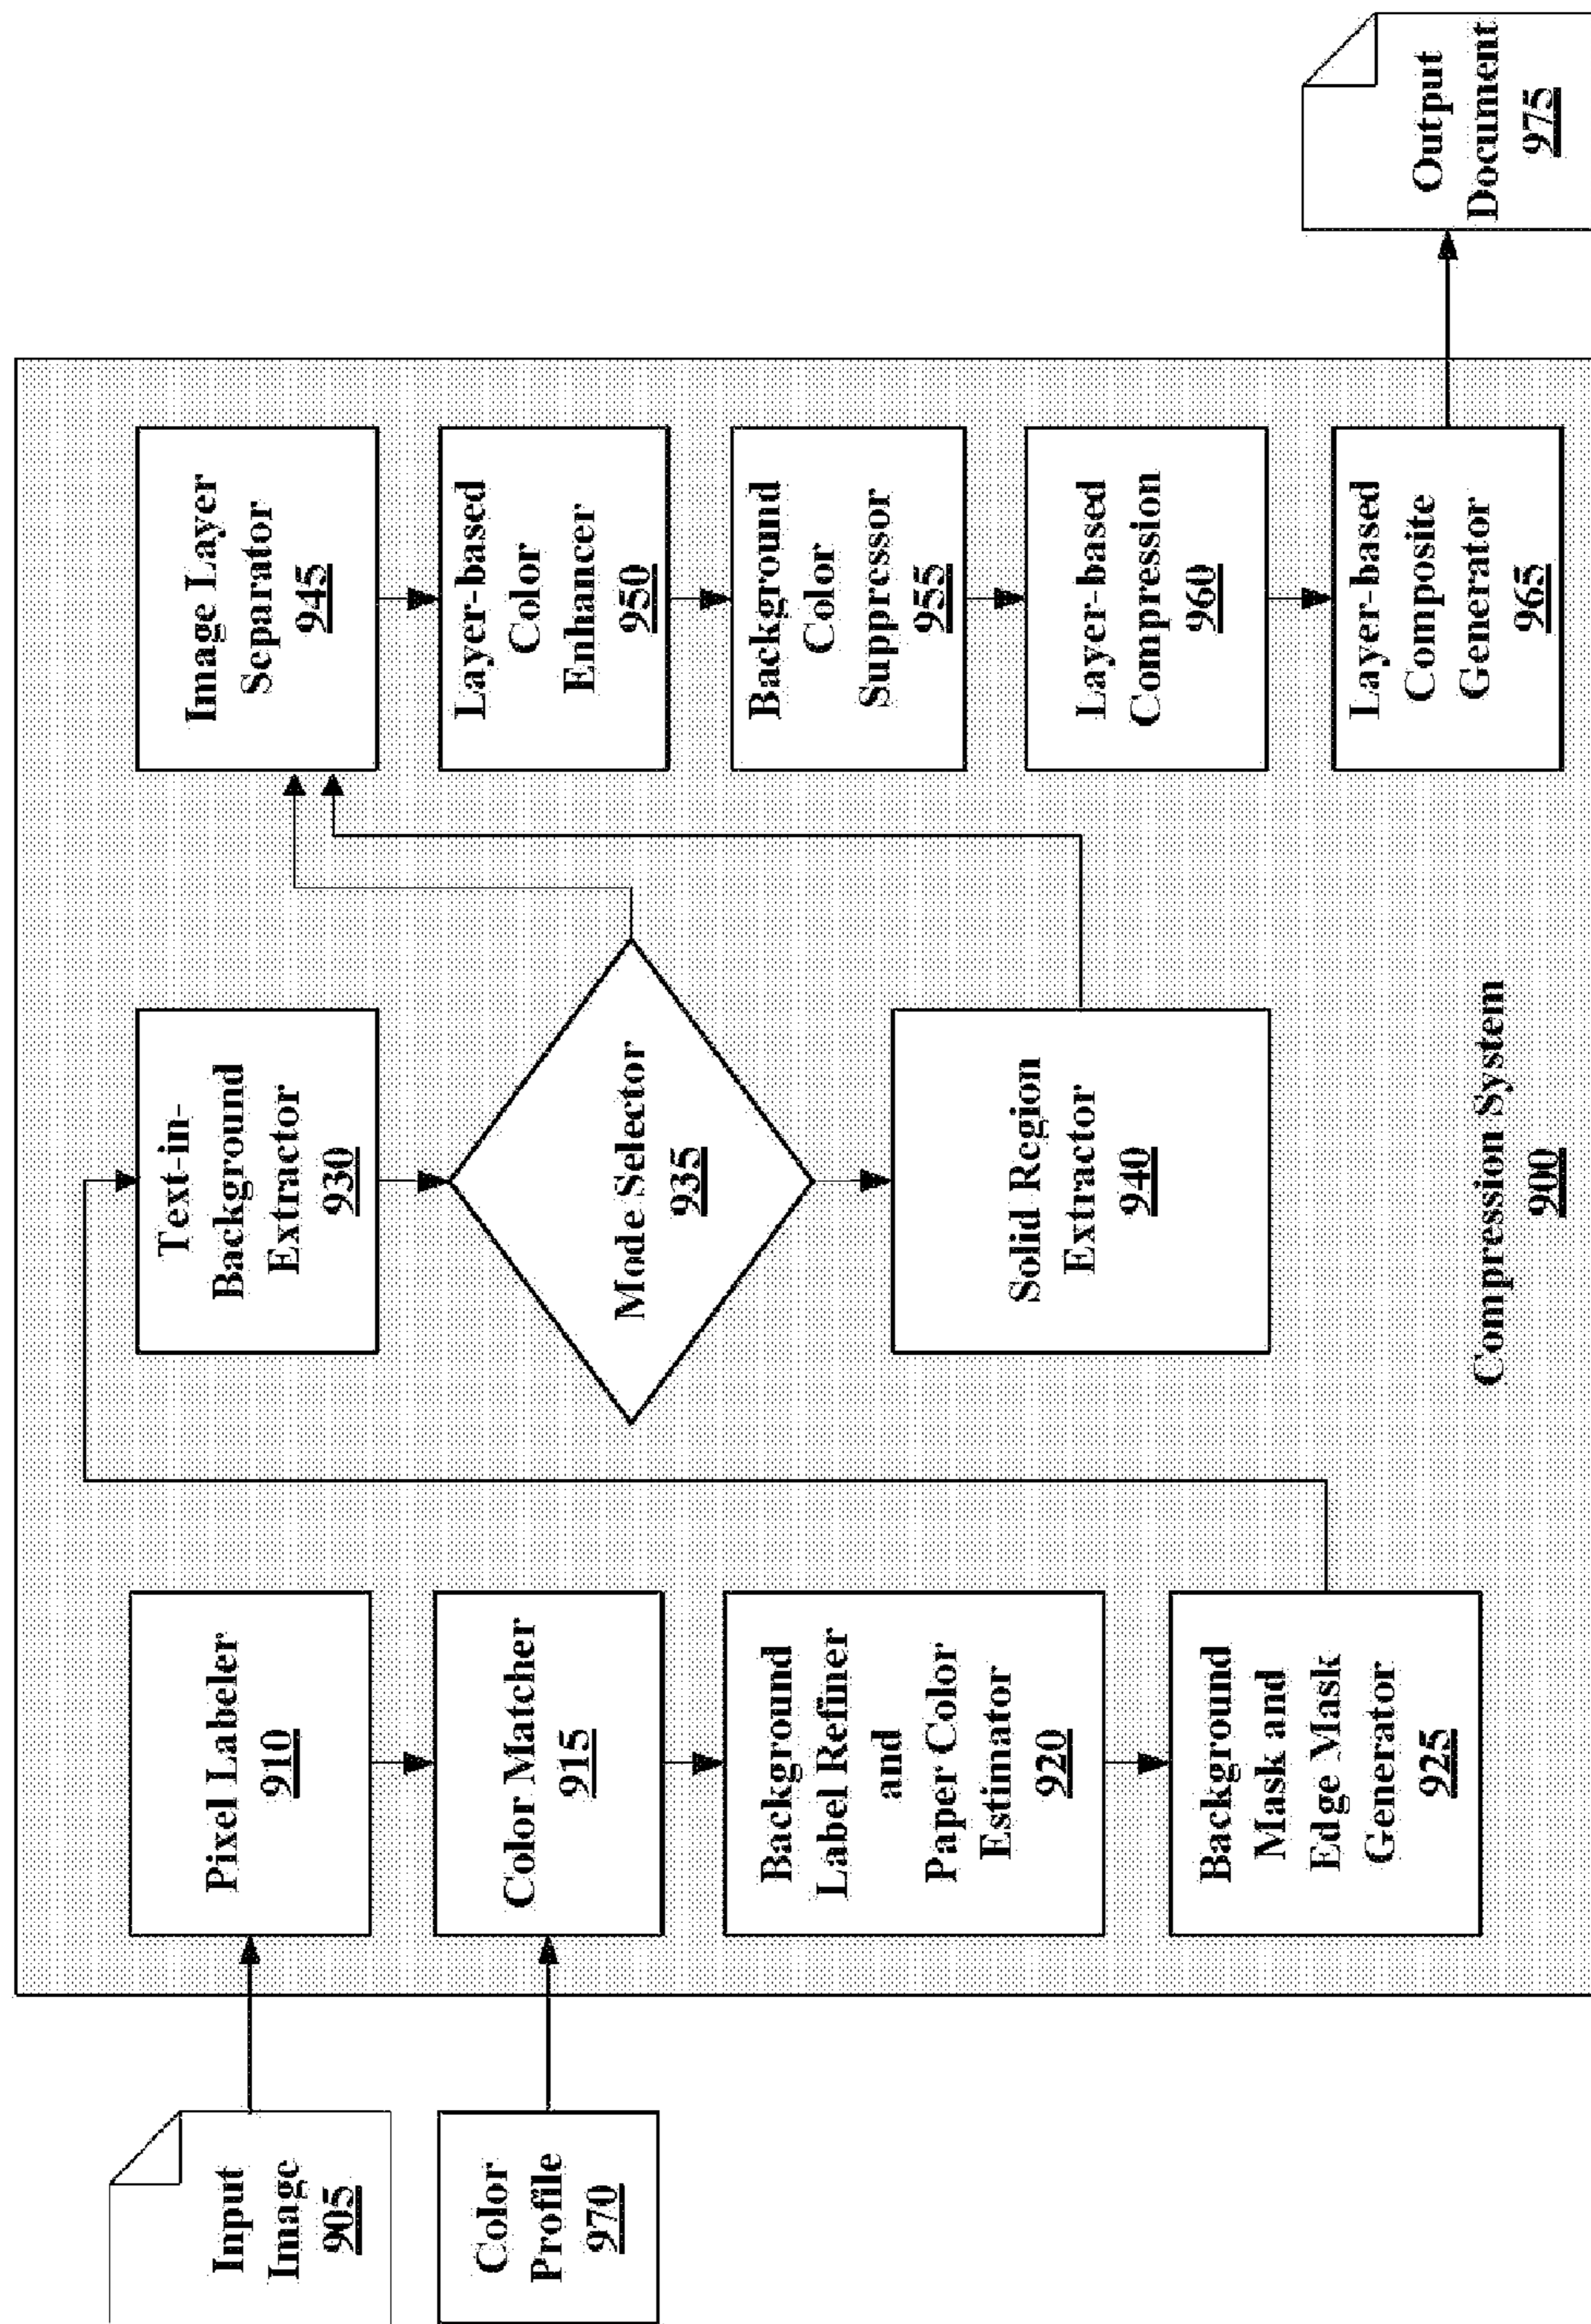 Input
Image
905
Color
Profile
970
Pixel Labeler
910
Color Matcher
915
Background
Label Refiner
and
Paper Color
Estimator
920
Background
Mask and
Edge Mask
Generator
925
Text-in-
Background
Extractor
930
Mode Selector
935
Solid Region
Extractor
940
Compression System
900
Image Layer
Separator
945
Layer-based
Color
Enhancer
950
Background
Color
Suppressor
955
Layer-based
Compression
960
Layer-based
Composite
Generator
965
Output
Document
975